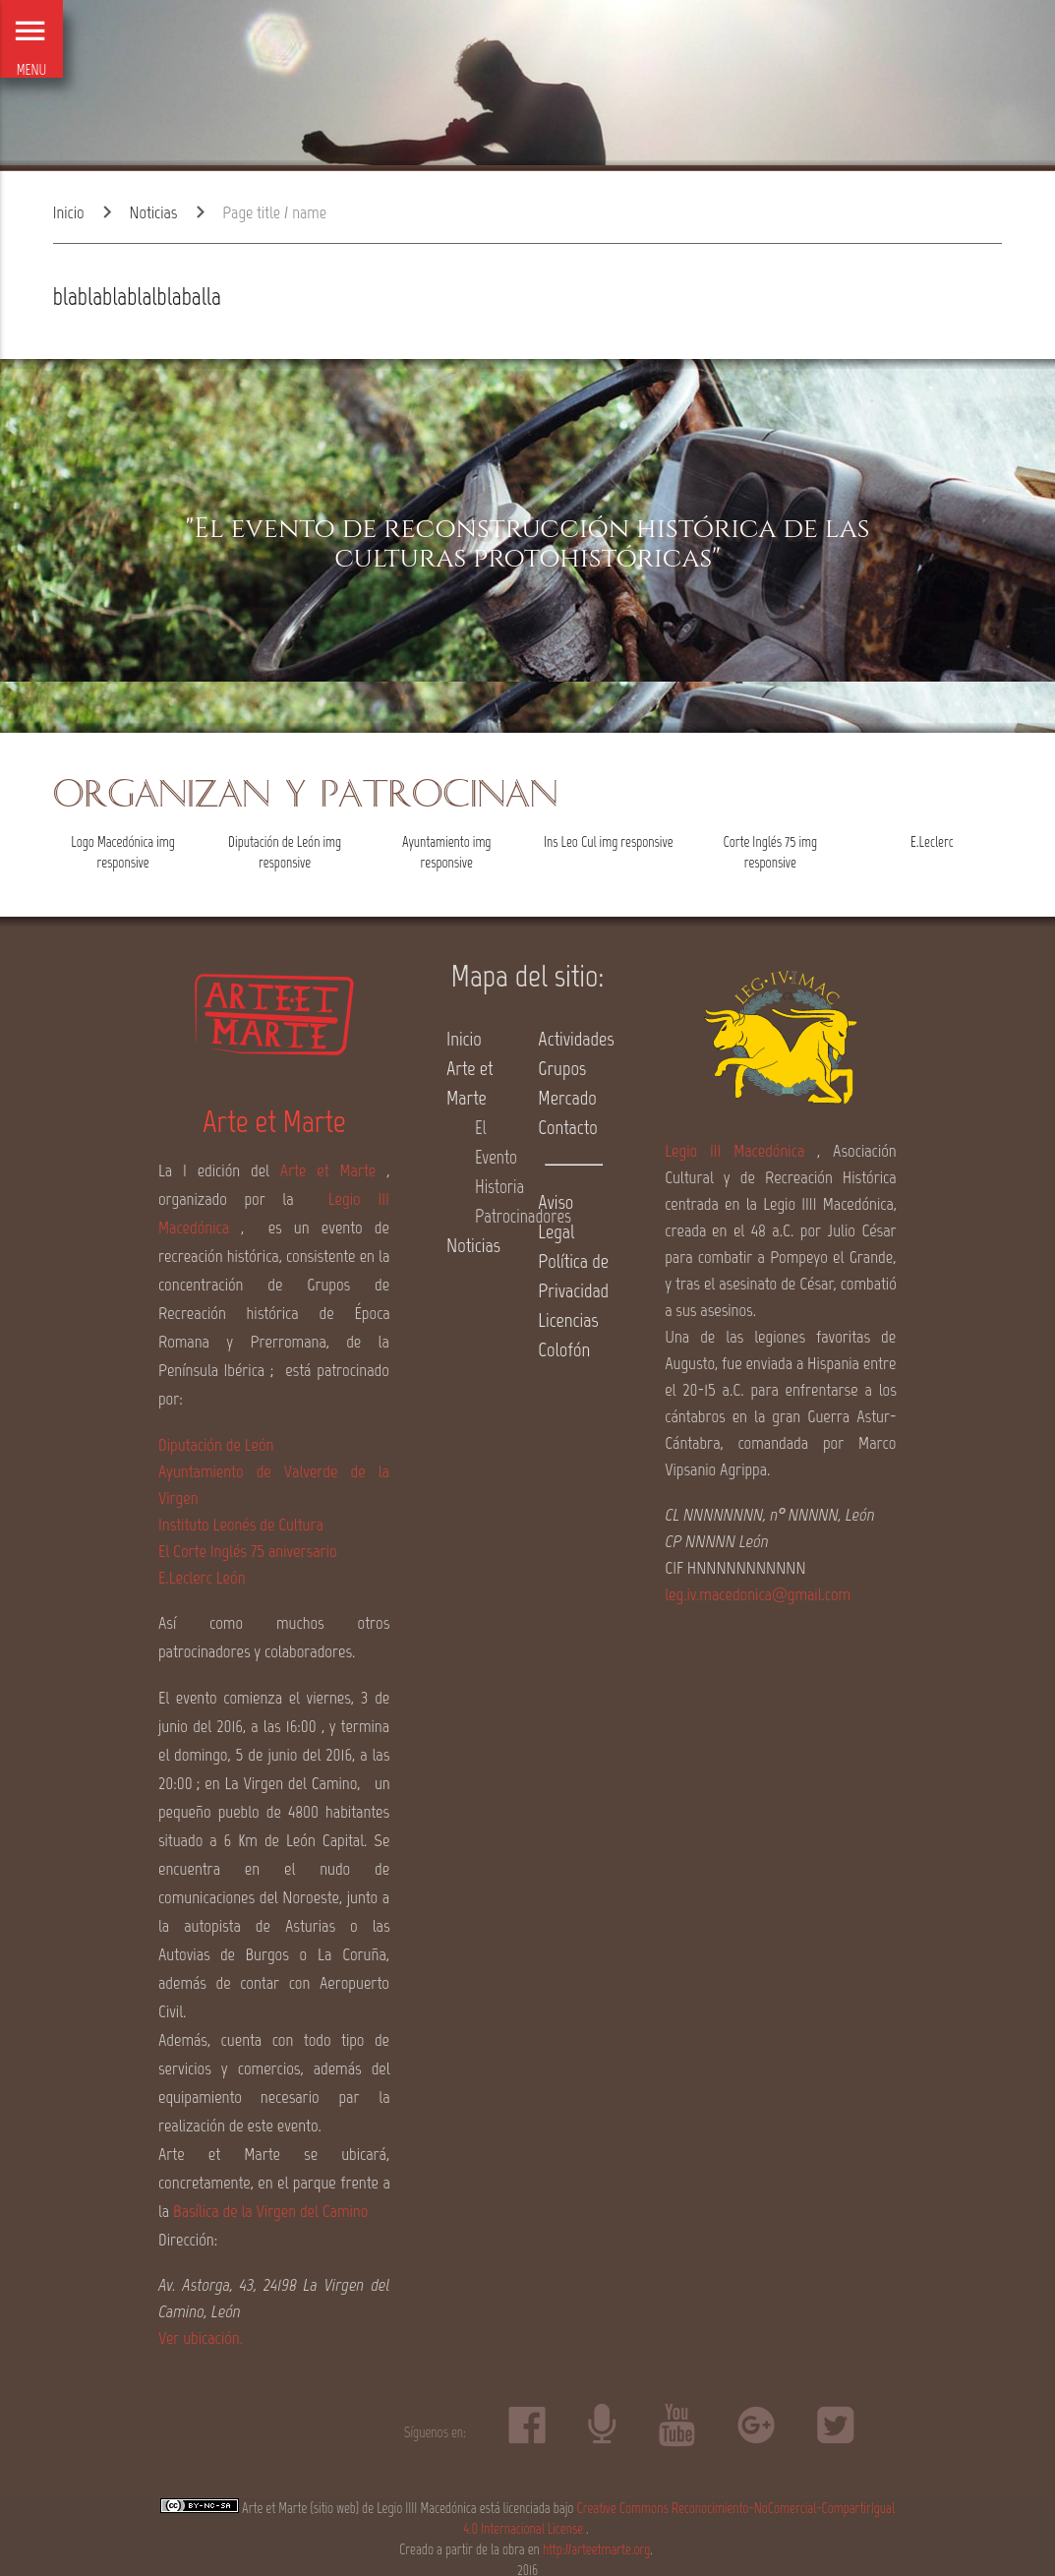 MENU
Inicio > Noticias > Page title / name
blablablablalblaballa
"El evento de reconstrucción histórica de las
culturas protohistóricas"
ORGANIZAN Y PATROCINAN
Logo Macedónica img
responsive
Diputación de León img
responsive
Ayuntamiento img
responsive
Ins Leo Cul img responsive
Corte Inglés 75 img
responsive
E.Leclerc
ARTE·ET
MARTE
Arte et Marte
La I edición del Arte et Marte ,
organizado por la Legio III
Macedónica , es un evento de
recreación histórica, consistente en la
concentración de Grupos de
Recreación histórica de Época
Romana y Prerromana, de la
Península Ibérica ; está patrocinado
por:
Diputación de León
Ayuntamiento de Valverde de la
Virgen
Instituto Leonés de Cultura
El Corte Inglés 75 aniversario
E.Leclerc León
Así como muchos otros
patrocinadores y colaboradores.
El evento comienza el viernes, 3 de
junio del 2016, a las 16:00 , y termina
el domingo, 5 de junio del 2016, a las
20:00 ; en La Virgen del Camino, un
pequeño pueblo de 4800 habitantes
situado a 6 Km de León Capital. Se
encuentra en el nudo de
comunicaciones del Noroeste, junto a
la autopista de Asturias o las
Autovias de Burgos o La Coruña,
además de contar con Aeropuerto
Civil.
Además, cuenta con todo tipo de
servicios y comercios, además del
equipamiento necesario par la
realización de este evento.
Arte et Marte se ubicará,
concretamente, en el parque frente a
la Basílica de la Virgen del Camino
Dirección:
Av. Astorga, 43, 24198 La Virgen del
Camino, León
Ver ubicación.
Mapa del sitio:
Inicio
Arte et
Marte
El
Evento
Historia
Patrocinadores
Noticias
Actividades
Grupos
Mercado
Contacto
Aviso
Legal
Política de
Privacidad
Licencias
Colofón
LEG·IV·MAC
Legio III Macedónica , Asociación
Cultural y de Recreación Histórica
centrada en la Legio IIII Macedónica,
creada en el 48 a.C. por Julio César
para combatir a Pompeyo el Grande,
y tras el asesinato de César, combatió
a sus asesinos.
Una de las legiones favoritas de
Augusto, fue enviada a Hispania entre
el 20-15 a.C. para enfrentarse a los
cántabros en la gran Guerra Astur-
Cántabra, comandada por Marco
Vipsanio Agrippa.
CL NNNNNNNN, nº NNNNN, León
CP NNNNN León
CIF HNNNNNNNNNNN
leg.iv.macedonica@gmail.com
Síguenos en:
You
Tube
(cc) BY-NC-SA Arte et Marte (sitio web) de Legio IIII Macedónica está licenciada bajo Creative Commons Reconocimiento-NoComercial-CompartirIgual
4.0 Internacional License .
Creado a partir de la obra en http://arteetmarte.org.
2016